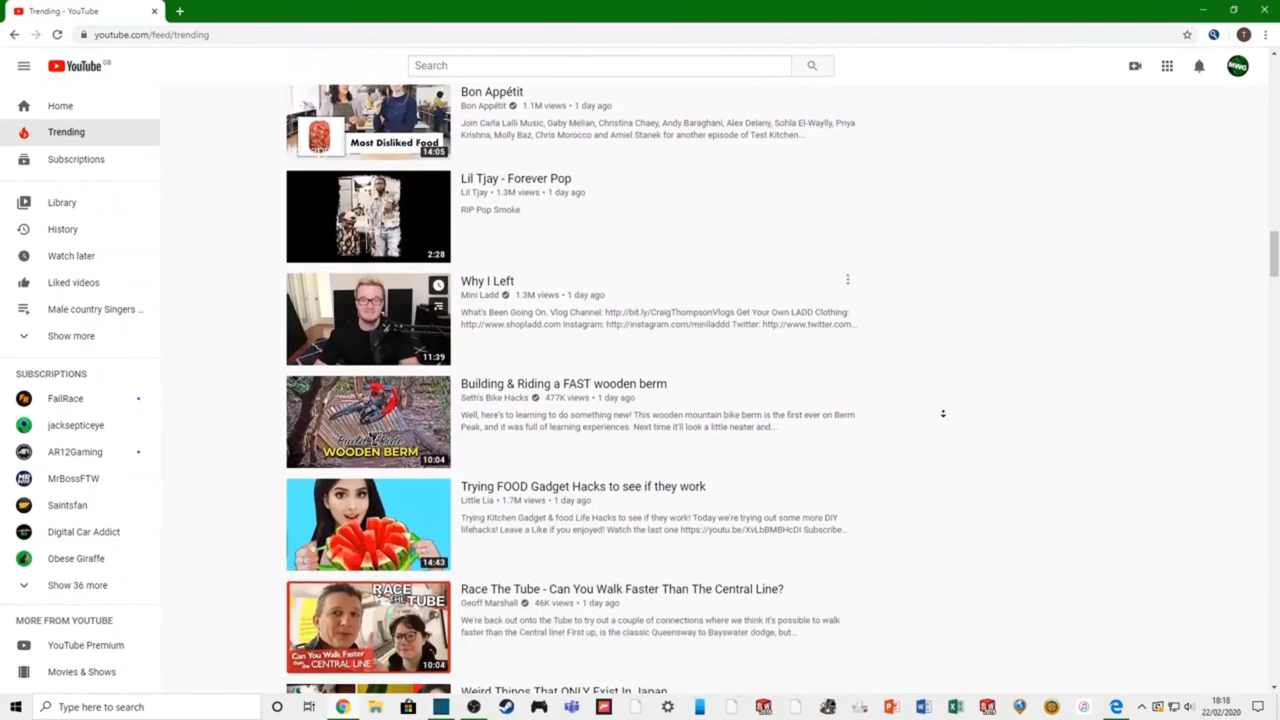 Trending - YouTube
youtube.com/feed/trending
T
YouTube GB
Search
MWG
Home
Trending
Subscriptions
Library
History
Watch later
Liked videos
Male country Singers ...
Show more
SUBSCRIPTIONS
FailRace
jacksepticeye
AR12Gaming
MrBossFTW
Saintsfan
Digital Car Addict
Obese Giraffe
Show 36 more
MORE FROM YOUTUBE
YouTube Premium
Movies & Shows
Most Disliked Food
14:05
Bon Appétit
Bon Appétit 1.1M views • 1 day ago
Join Carla Lalli Music, Gaby Melian, Christina Chaey, Andy Baraghani, Alex Delany, Sohla El-Waylly, Priya
Krishna, Molly Baz, Chris Morocco and Amiel Stanek for another episode of Test Kitchen...
2:28
Lil Tjay - Forever Pop
Lil Tjay • 1.3M views • 1 day ago
RIP Pop Smoke
11:39
Why I Left
Mini Ladd 1.3M views • 1 day ago
What's Been Going On. Vlog Channel: http://bit.ly/CraigThompsonVlogs Get Your Own LADD Clothing:
http://www.shopladd.com Instagram: http://instagram.com/miniladdd Twitter: http://www.twitter.com...
WOODEN BERM
10:04
Building & Riding a FAST wooden berm
Seth's Bike Hacks 477K views • 1 day ago
Well, here's to learning to do something new! This wooden mountain bike berm is the first ever on Berm
Peak, and it was full of learning experiences. Next time it'll look a little neater and...
14:43
Trying FOOD Gadget Hacks to see if they work
Little Lia • 1.7M views • 1 day ago
Trying Kitchen Gadget & food Life Hacks to see if they work! Today we're trying out some more DIY
lifehacks! Leave a Like if you enjoyed! Watch the last one https://youtu.be/XvLbBMBHcDI Subscribe...
RACE
THE TUBE
Can You Walk Faster
than the CENTRAL LINE?
10:04
Race The Tube - Can You Walk Faster Than The Central Line?
Geoff Marshall 46K views • 1 day ago
We're back out onto the Tube to try out a couple of connections where we think it's possible to walk
faster than the Central line! First up, is the classic Queensway to Bayswater dodge, but...
Weird Things That ONLY Exist In Japan
Type here to search
18:18
22/02/2020